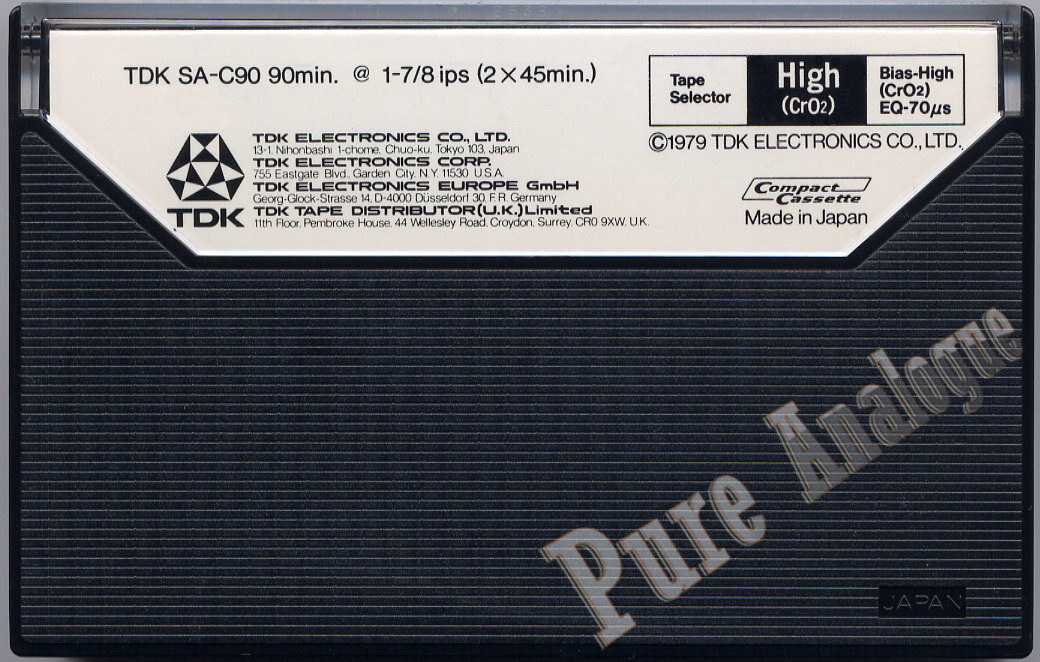 TDK SA-C90 90min. @ 1-7/8 ips (2×45min.)
Tape Selector
High (CrO2)
Bias-High (CrO2) EQ-70μs
©1979 TDK ELECTRONICS CO., LTD.
TDK
TDK ELECTRONICS CO., LTD.
13-1, Nihonbashi 1-chome, Chuo-ku, Tokyo 103, Japan
TDK ELECTRONICS CORP.
755 Eastgate Blvd., Garden City, N.Y. 11530 U.S.A.
TDK ELECTRONICS EUROPE GmbH
Georg-Glock-Strasse 14, D-4000 Düsseldorf 30, F.R. Germany
TDK TAPE DISTRIBUTOR (U.K.) Limited
11th Floor, Pembroke House, 44 Wellesley Road, Croydon, Surrey, CR0 9XW, U.K.
Compact
Cassette
Made in Japan
Pure Analogue
JAPAN